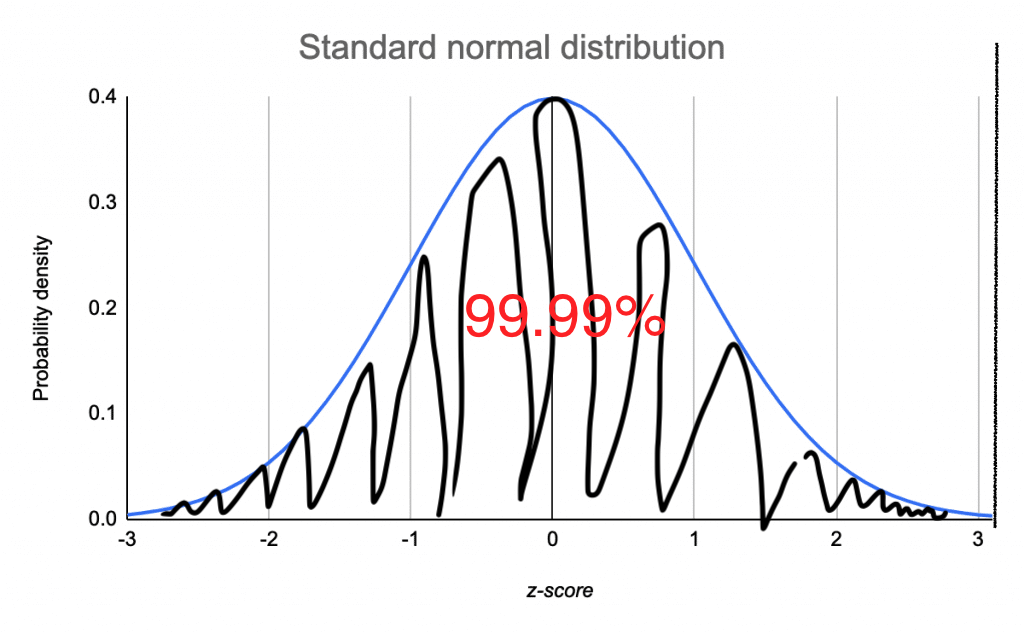 Standard normal distribution
0.4
0.3
0.2
0.1
0.0
Probability density
99.99%
-3 -2 -1 0 1 2 3
z-score